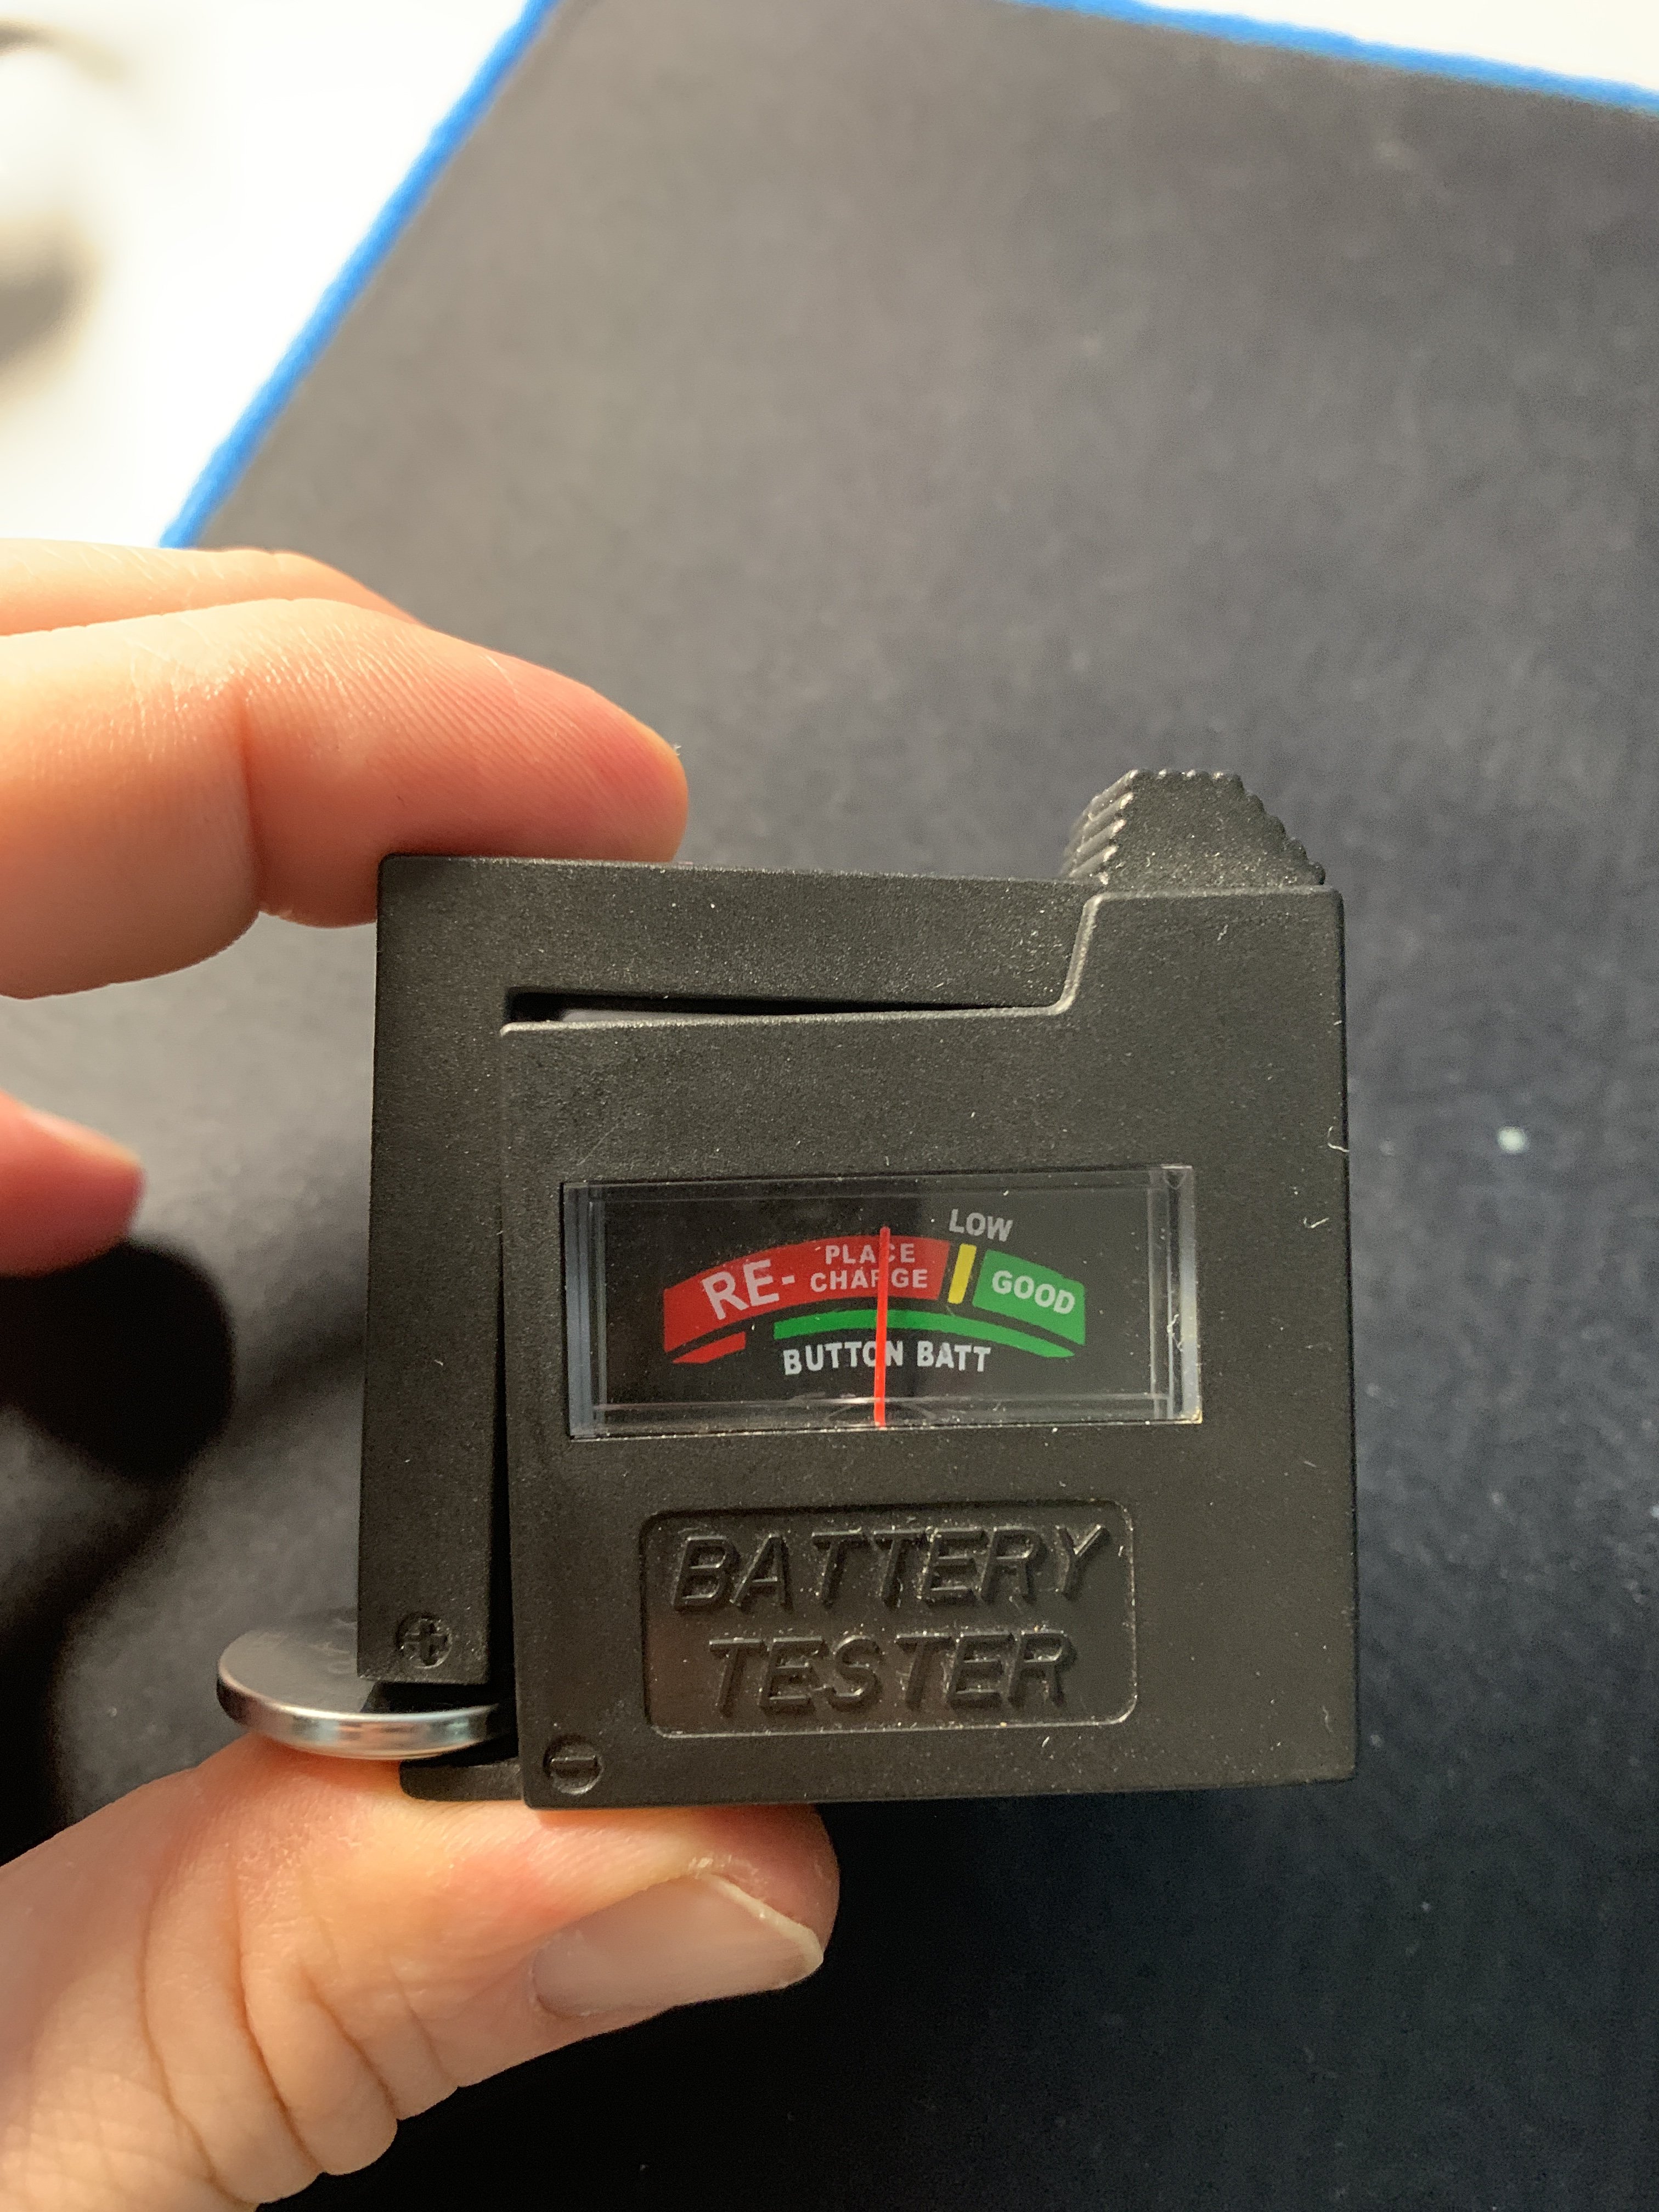 LOW
RE- PLACE
CHARGE
GOOD
BUTTON BATT
+
BATTERY
TESTER
-